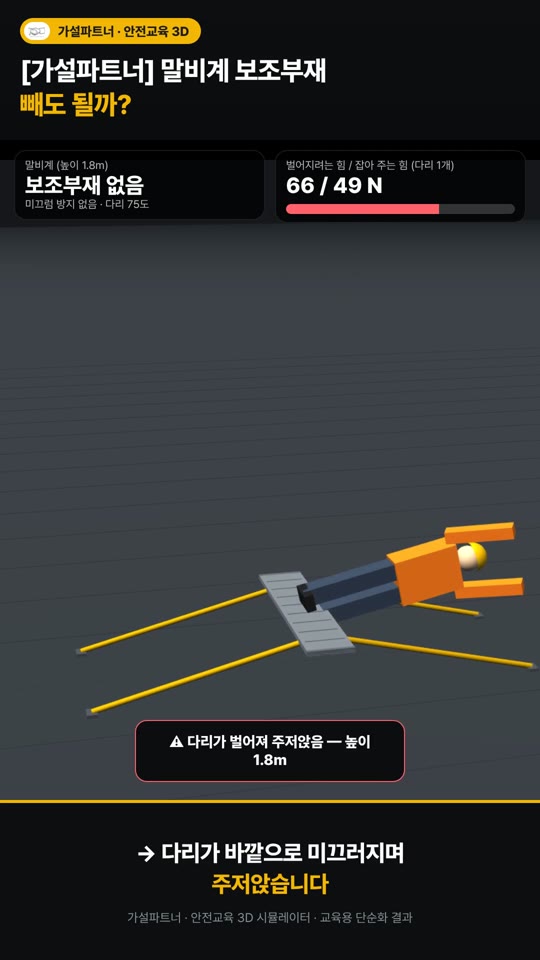 가설파트너 · 안전교육 3D
[가설파트너] 말비계 보조부재
빼도 될까?
말비계 (높이 1.8m)
보조부재 없음
미끄럼 방지 없음 · 다리 75도
벌어지려는 힘 / 잡아 주는 힘 (다리 1개)
66 / 49 N
⚠ 다리가 벌어져 주저앉음 — 높이
1.8m
→ 다리가 바깥으로 미끄러지며
주저앉습니다
가설파트너 · 안전교육 3D 시뮬레이터 · 교육용 단순화 결과